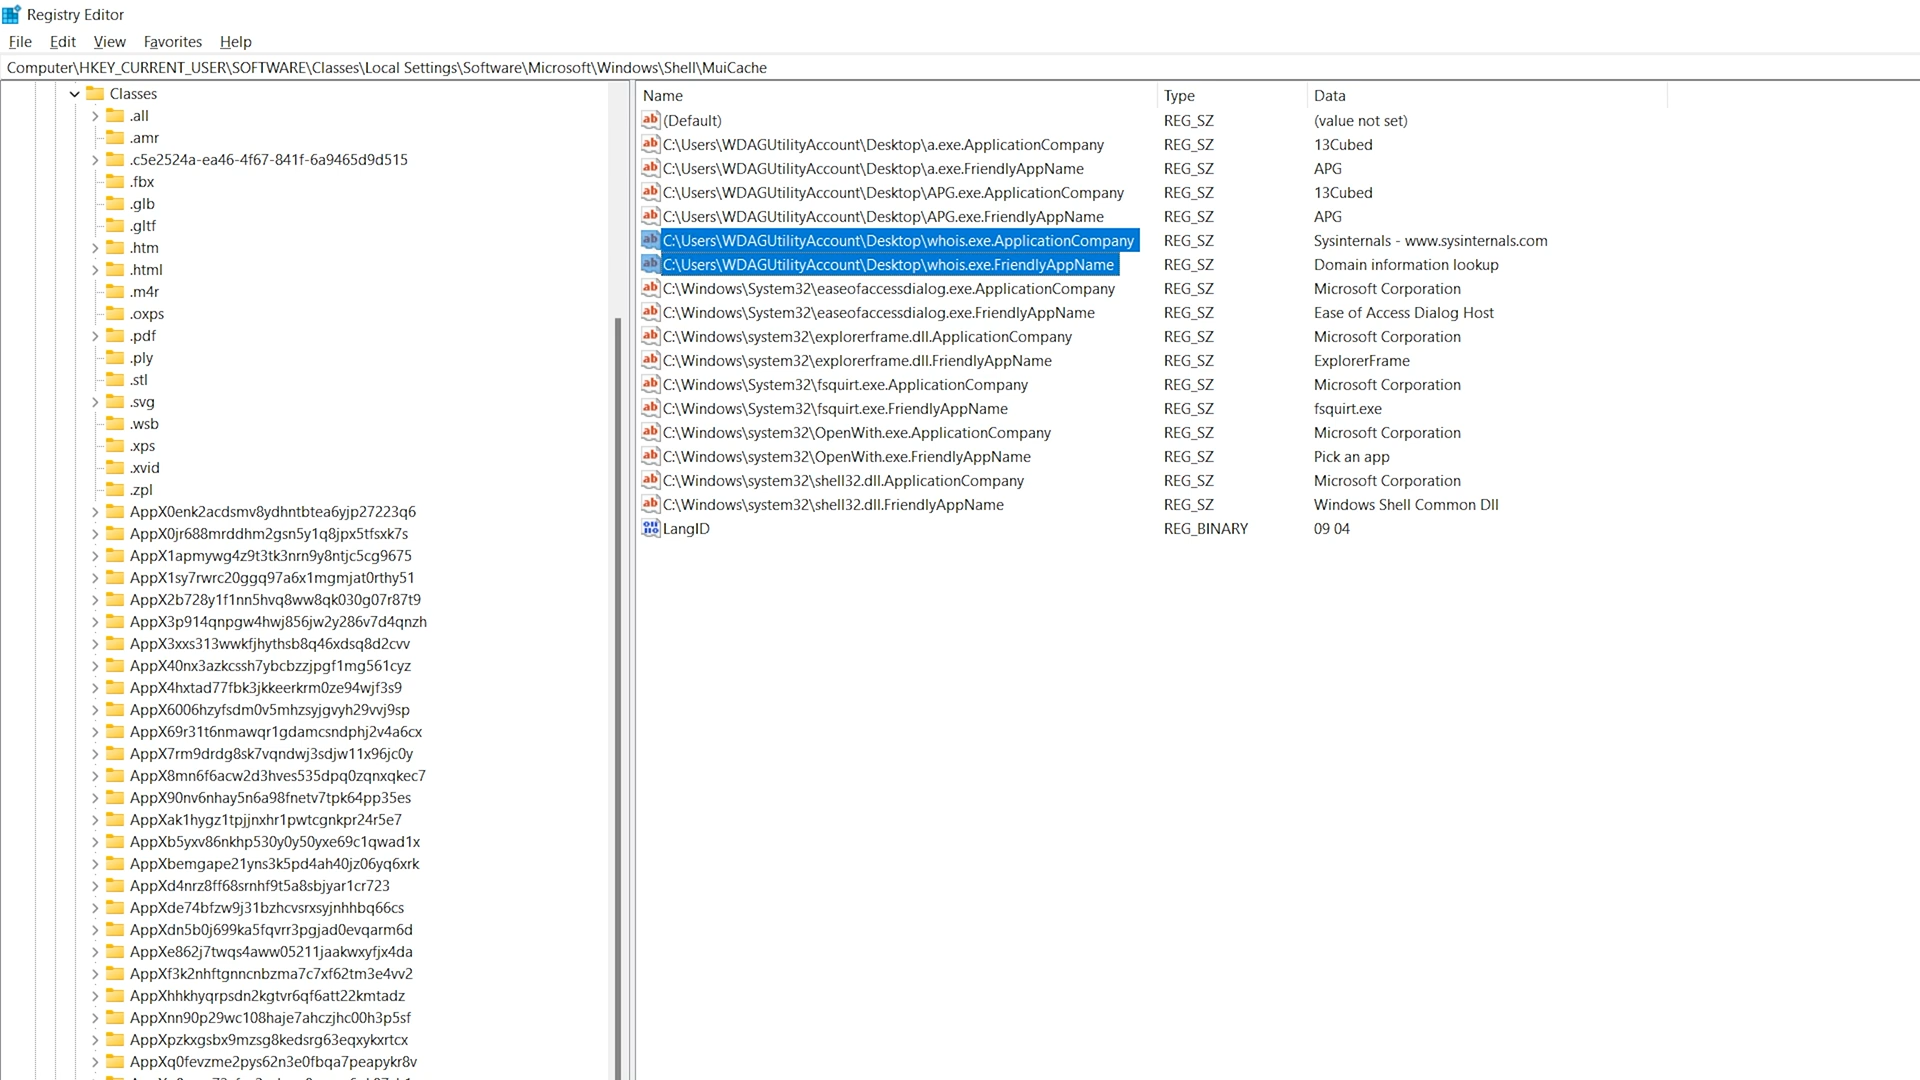 Registry Editor
File Edit View Favorites Help
Computer\HKEY_CURRENT_USER\SOFTWARE\Classes\Local Settings\Software\Microsoft\Windows\Shell\MuiCache
Classes
.all
.amr
.c5e2524a-ea46-4f67-841f-6a9465d9d515
.fbx
.glb
.gltf
.htm
.html
.m4r
.oxps
.pdf
.ply
.stl
.svg
.wsb
.xps
.xvid
.zpl
AppX0enk2acdsmv8ydhntbtea6yjp27223q6
AppX0jr688mrddhm2gsn5y1q8jpx5tfsxk7s
AppX1apmywg4z9t3tk3nrn9y8ntjc5cg9675
AppX1sy7rwrc20ggq97a6x1mgmjat0rthy51
AppX2b728y1f1nn5hvq8ww8qk030g07r87t9
AppX3p914qnpgw4hwj856jw2y286v7d4qnzh
AppX3xxs313wwkfjhythsb8q46xdsq8d2cvv
AppX40nx3azkcssh7ybcbzzjpgf1mg561cyz
AppX4hxtad77fbk3jkkeerkrm0ze94wjf3s9
AppX6006hzyfsdm0v5mhzsyjgvyh29vvj9sp
AppX69r31t6nmawqr1gdamcsndphj2v4a6cx
AppX7rm9drdg8sk7vqndwj3sdjw11x96jc0y
AppX8mn6f6acw2d3hves535dpq0zqnxqkec7
AppX90nv6nhay5n6a98fnetv7tpk64pp35es
AppXak1hygz1tpjjnxhr1pwtcgnkpr24r5e7
AppXb5yxv86nkhp530y0y50yxe69c1qwad1x
AppXbemgape21yns3k5pd4ah40jz06yq6xrk
AppXd4nrz8ff68srnhf9t5a8sbjyar1cr723
AppXde74bfzw9j31bzhcvsrxsyjnhhbq66cs
AppXdn5b0j699ka5fqvrr3pgjad0evqarm6d
AppXe862j7twqs4aww05211jaakwxyfjx4da
AppXf3k2nhftgnncnbzma7c7xf62tm3e4vv2
AppXhhkhyqrpsdn2kgtvr6qf6att22kmtadz
AppXnn90p29wc108haje7ahczjhc00h3p5sf
AppXpzkxgsbx9mzsg8kedsrg63eqxykxrtcx
AppXq0fevzme2pys62n3e0fbqa7peapykr8v
Name Type Data
(Default) REG_SZ (value not set)
C:\Users\WDAGUtilityAccount\Desktop\a.exe.ApplicationCompany REG_SZ 13Cubed
C:\Users\WDAGUtilityAccount\Desktop\a.exe.FriendlyAppName REG_SZ APG
C:\Users\WDAGUtilityAccount\Desktop\APG.exe.ApplicationCompany REG_SZ 13Cubed
C:\Users\WDAGUtilityAccount\Desktop\APG.exe.FriendlyAppName REG_SZ APG
C:\Users\WDAGUtilityAccount\Desktop\whois.exe.ApplicationCompany REG_SZ Sysinternals - www.sysinternals.com
C:\Users\WDAGUtilityAccount\Desktop\whois.exe.FriendlyAppName REG_SZ Domain information lookup
C:\Windows\System32\easeofaccessdialog.exe.ApplicationCompany REG_SZ Microsoft Corporation
C:\Windows\System32\easeofaccessdialog.exe.FriendlyAppName REG_SZ Ease of Access Dialog Host
C:\Windows\system32\explorerframe.dll.ApplicationCompany REG_SZ Microsoft Corporation
C:\Windows\system32\explorerframe.dll.FriendlyAppName REG_SZ ExplorerFrame
C:\Windows\System32\fsquirt.exe.ApplicationCompany REG_SZ Microsoft Corporation
C:\Windows\System32\fsquirt.exe.FriendlyAppName REG_SZ fsquirt.exe
C:\Windows\system32\OpenWith.exe.ApplicationCompany REG_SZ Microsoft Corporation
C:\Windows\system32\OpenWith.exe.FriendlyAppName REG_SZ Pick an app
C:\Windows\system32\shell32.dll.ApplicationCompany REG_SZ Microsoft Corporation
C:\Windows\system32\shell32.dll.FriendlyAppName REG_SZ Windows Shell Common Dll
LangID REG_BINARY 09 04